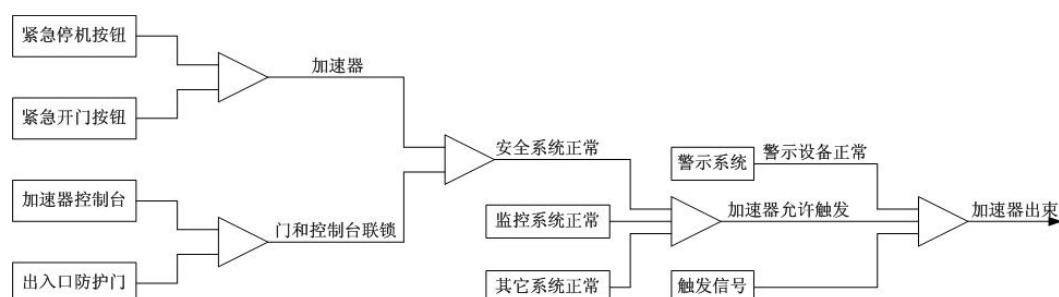 紧急停机按钮
加速器
紧急开门按钮
安全系统正常
警示系统
警示设备正常
加速器控制台
门和控制台联锁
监控系统正常
加速器允许触发
加速器出束
出入口防护门
其它系统正常
触发信号